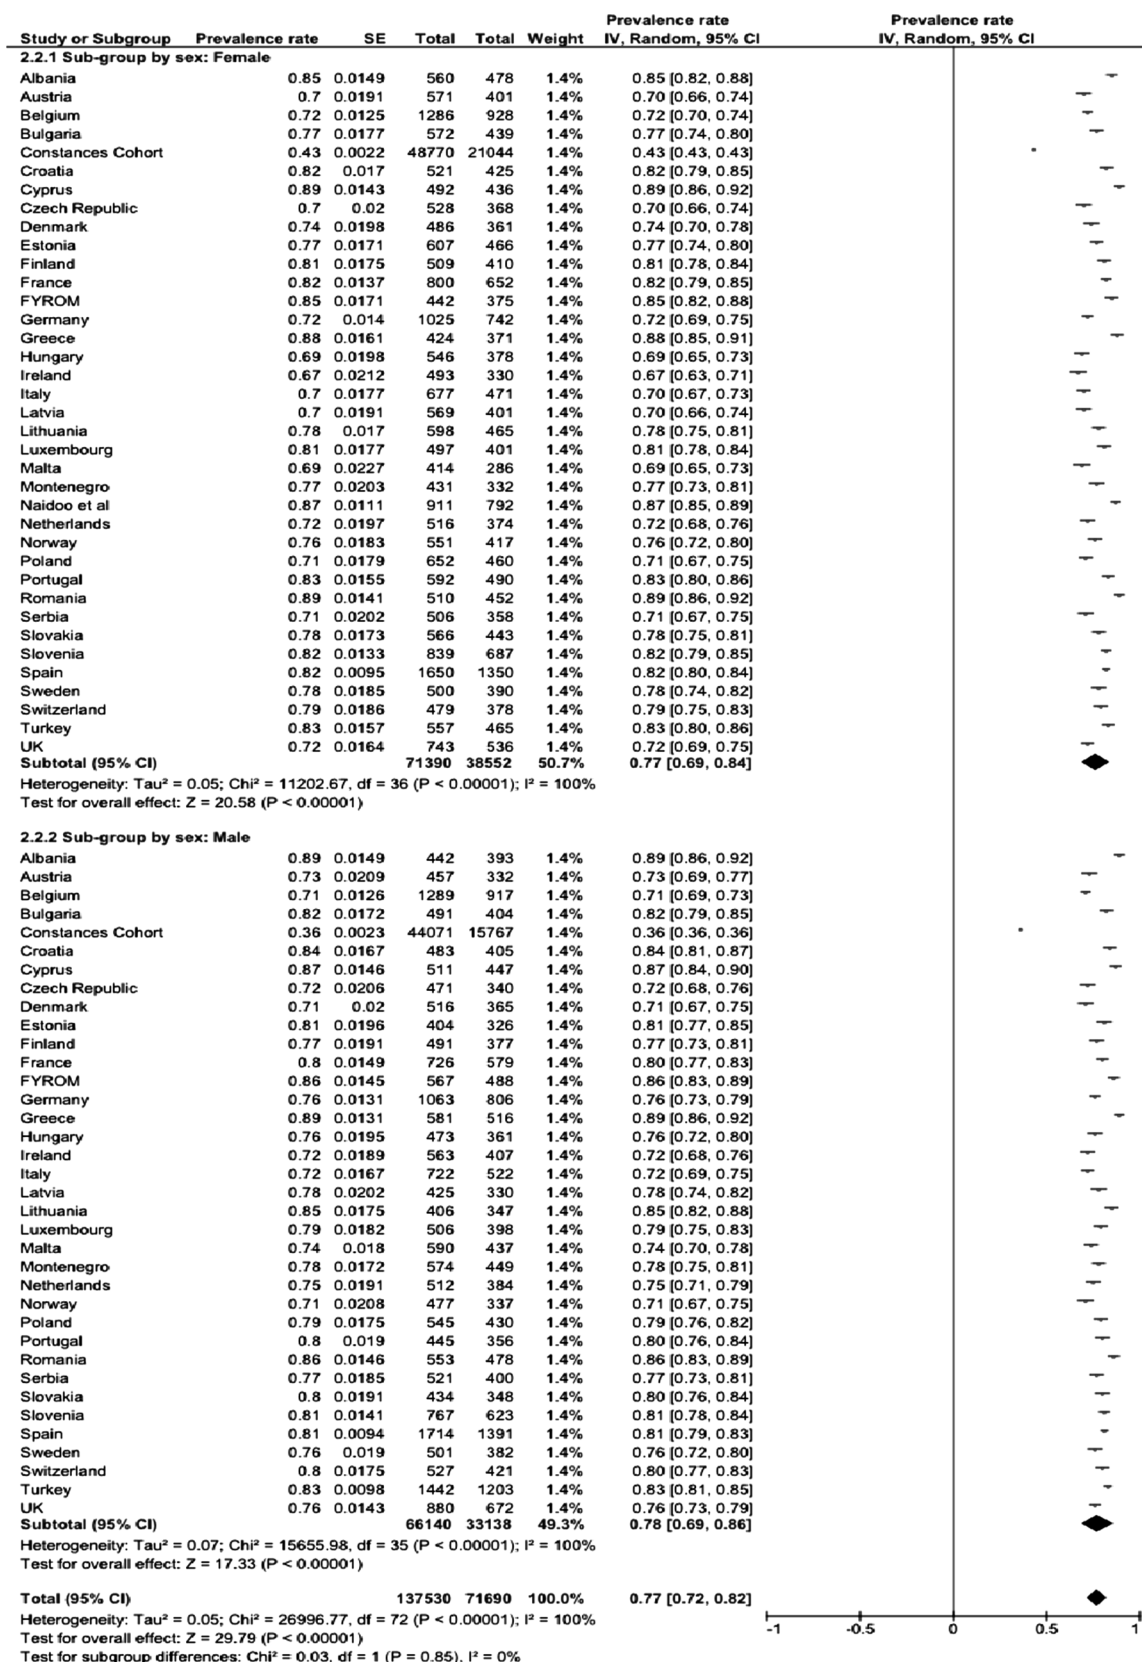 Prevalence rate Prevalence rate
Study or Subgroup Prevalence rate SE Total Total Weight IV, Random, 95% CI IV, Random, 95% CI
2.2.1 Sub-group by sex: Female
Albania 0.85 0.0149 560 478 1.4% 0.85 [0.82, 0.88]
Austria 0.7 0.0191 571 401 1.4% 0.70 [0.66, 0.74]
Belgium 0.72 0.0125 1286 928 1.4% 0.72 [0.70, 0.74]
Bulgaria 0.77 0.0177 572 439 1.4% 0.77 [0.74, 0.80]
Constances Cohort 0.43 0.0022 48770 21044 1.4% 0.43 [0.43, 0.43]
Croatia 0.82 0.017 521 425 1.4% 0.82 [0.79, 0.85]
Cyprus 0.89 0.0143 492 436 1.4% 0.89 [0.86, 0.92]
Czech Republic 0.7 0.02 528 368 1.4% 0.70 [0.66, 0.74]
Denmark 0.74 0.0198 486 361 1.4% 0.74 [0.70, 0.78]
Estonia 0.77 0.0171 607 466 1.4% 0.77 [0.74, 0.80]
Finland 0.81 0.0175 509 410 1.4% 0.81 [0.78, 0.84]
France 0.82 0.0137 800 652 1.4% 0.82 [0.79, 0.85]
FYROM 0.85 0.0171 442 375 1.4% 0.85 [0.82, 0.88]
Germany 0.72 0.014 1025 742 1.4% 0.72 [0.69, 0.75]
Greece 0.88 0.0161 424 371 1.4% 0.88 [0.85, 0.91]
Hungary 0.69 0.0198 546 378 1.4% 0.69 [0.65, 0.73]
Ireland 0.67 0.0212 493 330 1.4% 0.67 [0.63, 0.71]
Italy 0.7 0.0177 677 471 1.4% 0.70 [0.67, 0.73]
Latvia 0.7 0.0191 569 401 1.4% 0.70 [0.66, 0.74]
Lithuania 0.78 0.017 598 465 1.4% 0.78 [0.75, 0.81]
Luxembourg 0.81 0.0177 497 401 1.4% 0.81 [0.78, 0.84]
Malta 0.69 0.0227 414 286 1.4% 0.69 [0.65, 0.73]
Montenegro 0.77 0.0203 431 332 1.4% 0.77 [0.73, 0.81]
Naidoo et al 0.87 0.0111 911 792 1.4% 0.87 [0.85, 0.89]
Netherlands 0.72 0.0197 516 374 1.4% 0.72 [0.68, 0.76]
Norway 0.76 0.0183 551 417 1.4% 0.76 [0.72, 0.80]
Poland 0.71 0.0179 652 460 1.4% 0.71 [0.67, 0.75]
Portugal 0.83 0.0155 592 490 1.4% 0.83 [0.80, 0.86]
Romania 0.89 0.0141 510 452 1.4% 0.89 [0.86, 0.92]
Serbia 0.71 0.0202 506 358 1.4% 0.71 [0.67, 0.75]
Slovakia 0.78 0.0173 566 443 1.4% 0.78 [0.75, 0.81]
Slovenia 0.82 0.0133 839 687 1.4% 0.82 [0.79, 0.85]
Spain 0.82 0.0095 1650 1350 1.4% 0.82 [0.80, 0.84]
Sweden 0.78 0.0185 500 390 1.4% 0.78 [0.74, 0.82]
Switzerland 0.79 0.0186 479 378 1.4% 0.79 [0.75, 0.83]
Turkey 0.83 0.0157 557 465 1.4% 0.83 [0.80, 0.86]
UK 0.72 0.0164 743 536 1.4% 0.72 [0.69, 0.75]
Subtotal (95% CI) 71390 38552 50.7% 0.77 [0.69, 0.84]
Heterogeneity: Tau² = 0.05; Chi² = 11202.67, df = 36 (P < 0.00001); I² = 100%
Test for overall effect: Z = 20.58 (P < 0.00001)
2.2.2 Sub-group by sex: Male
Albania 0.89 0.0149 442 393 1.4% 0.89 [0.86, 0.92]
Austria 0.73 0.0209 457 332 1.4% 0.73 [0.69, 0.77]
Belgium 0.71 0.0126 1289 917 1.4% 0.71 [0.69, 0.73]
Bulgaria 0.82 0.0172 491 404 1.4% 0.82 [0.79, 0.85]
Constances Cohort 0.36 0.0023 44071 15767 1.4% 0.36 [0.36, 0.36]
Croatia 0.84 0.0167 483 405 1.4% 0.84 [0.81, 0.87]
Cyprus 0.87 0.0146 511 447 1.4% 0.87 [0.84, 0.90]
Czech Republic 0.72 0.0206 471 340 1.4% 0.72 [0.68, 0.76]
Denmark 0.71 0.02 516 365 1.4% 0.71 [0.67, 0.75]
Estonia 0.81 0.0196 404 326 1.4% 0.81 [0.77, 0.85]
Finland 0.77 0.0191 491 377 1.4% 0.77 [0.73, 0.81]
France 0.8 0.0149 726 579 1.4% 0.80 [0.77, 0.83]
FYROM 0.86 0.0145 567 488 1.4% 0.86 [0.83, 0.89]
Germany 0.76 0.0131 1063 806 1.4% 0.76 [0.73, 0.79]
Greece 0.89 0.0131 581 516 1.4% 0.89 [0.86, 0.92]
Hungary 0.76 0.0195 473 361 1.4% 0.76 [0.72, 0.80]
Ireland 0.72 0.0189 563 407 1.4% 0.72 [0.68, 0.76]
Italy 0.72 0.0167 722 522 1.4% 0.72 [0.69, 0.75]
Latvia 0.78 0.0202 425 330 1.4% 0.78 [0.74, 0.82]
Lithuania 0.85 0.0175 406 347 1.4% 0.85 [0.82, 0.88]
Luxembourg 0.79 0.0182 506 398 1.4% 0.79 [0.75, 0.83]
Malta 0.74 0.018 590 437 1.4% 0.74 [0.70, 0.78]
Montenegro 0.78 0.0172 574 449 1.4% 0.78 [0.75, 0.81]
Netherlands 0.75 0.0191 512 384 1.4% 0.75 [0.71, 0.79]
Norway 0.71 0.0208 477 337 1.4% 0.71 [0.67, 0.75]
Poland 0.79 0.0175 545 430 1.4% 0.79 [0.76, 0.82]
Portugal 0.8 0.019 445 356 1.4% 0.80 [0.76, 0.84]
Romania 0.86 0.0146 553 478 1.4% 0.86 [0.83, 0.89]
Serbia 0.77 0.0185 521 400 1.4% 0.77 [0.73, 0.81]
Slovakia 0.8 0.0191 434 348 1.4% 0.80 [0.76, 0.84]
Slovenia 0.81 0.0141 767 623 1.4% 0.81 [0.78, 0.84]
Spain 0.81 0.0094 1714 1391 1.4% 0.81 [0.79, 0.83]
Sweden 0.76 0.019 501 382 1.4% 0.76 [0.72, 0.80]
Switzerland 0.8 0.0175 527 421 1.4% 0.80 [0.77, 0.83]
Turkey 0.83 0.0098 1442 1203 1.4% 0.83 [0.81, 0.85]
UK 0.76 0.0143 880 672 1.4% 0.76 [0.73, 0.79]
Subtotal (95% CI) 66140 33138 49.3% 0.78 [0.69, 0.86]
Heterogeneity: Tau² = 0.07; Chi² = 15655.98, df = 35 (P < 0.00001); I² = 100%
Test for overall effect: Z = 17.33 (P < 0.00001)
Total (95% CI) 137530 71690 100.0% 0.77 [0.72, 0.82]
Heterogeneity: Tau² = 0.05; Chi² = 26996.77, df = 72 (P < 0.00001); I² = 100%
-1 -0.5 0 0.5 1
Test for overall effect: Z = 29.79 (P < 0.00001)
Test for subgroup differences: Chi² = 0.03, df = 1 (P = 0.85), I² = 0%